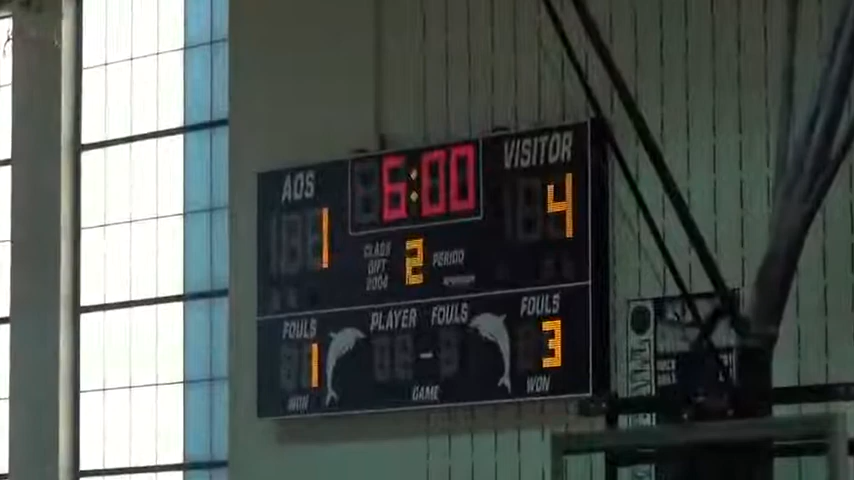 AOS
6:00
VISITOR
1
4
CLASS
GIFT
2004
2
PERIOD
FOULS
PLAYER FOULS
FOULS
1
-
3
WON
GAME
WON